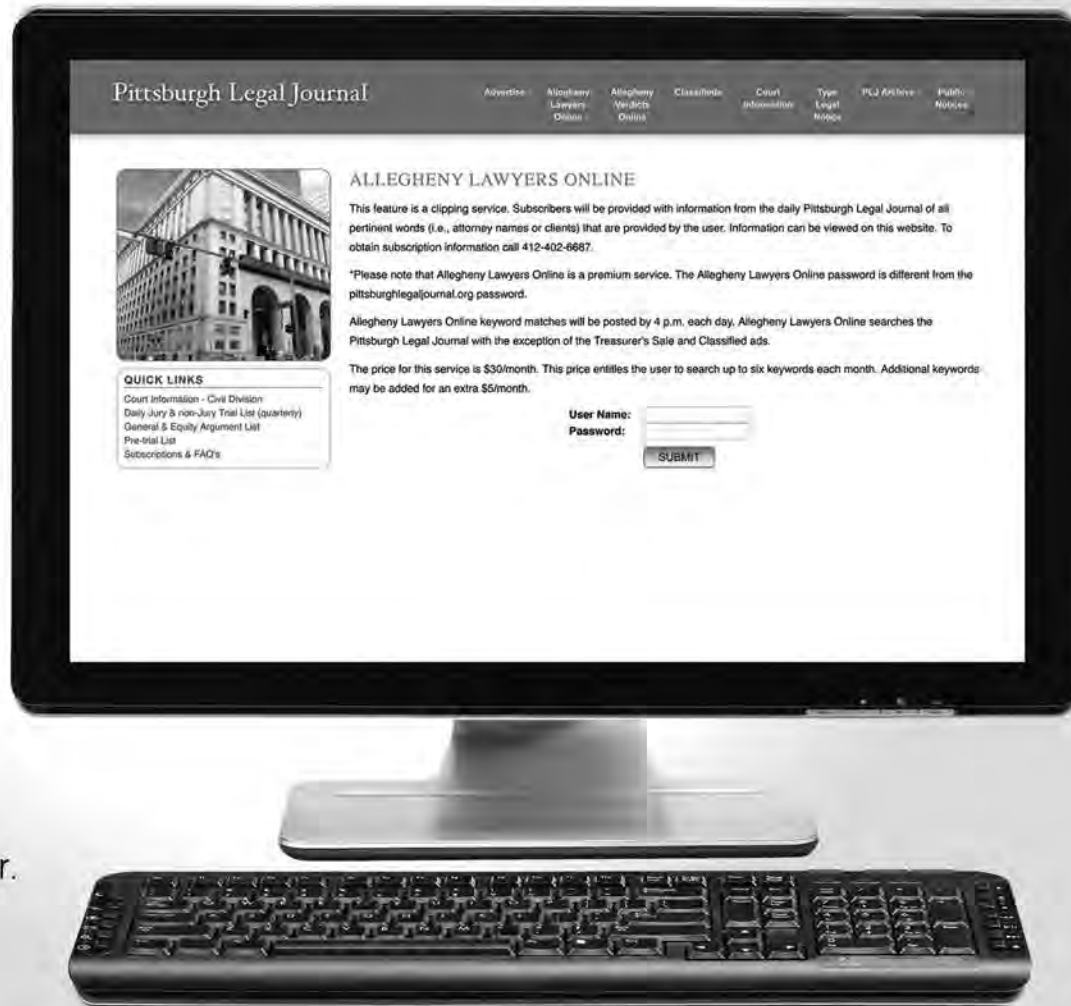 Pittsburgh Legal Journal
Advertise
Allegheny
Lawyers
Online
Allegheny
Verdicts
Online
Classifieds
Court
Information
Type
Legal
Notice
PLJ Archive
Public
Notices
ALLEGHENY LAWYERS ONLINE
This feature is a clipping service. Subscribers will be provided with information from the daily Pittsburgh Legal Journal of all
pertinent words (i.e., attorney names or clients) that are provided by the user. Information can be viewed on this website. To
obtain subscription information call 412-402-6687.
*Please note that Allegheny Lawyers Online is a premium service. The Allegheny Lawyers Online password is different from the
pittsburghlegaljournal.org password.
Allegheny Lawyers Online keyword matches will be posted by 4 p.m. each day. Allegheny Lawyers Online searches the
Pittsburgh Legal Journal with the exception of the Treasurer's Sale and Classified ads.
The price for this service is $30/month. This price entitles the user to search up to six keywords each month. Additional keywords
may be added for an extra $5/month.
User Name:
Password:
SUBMIT
QUICK LINKS
Court Information - Civil Division
Daily Jury & non-Jury Trial List (quarterly)
General & Equity Argument List
Pre-trial List
Subscriptions & FAQ's
r.